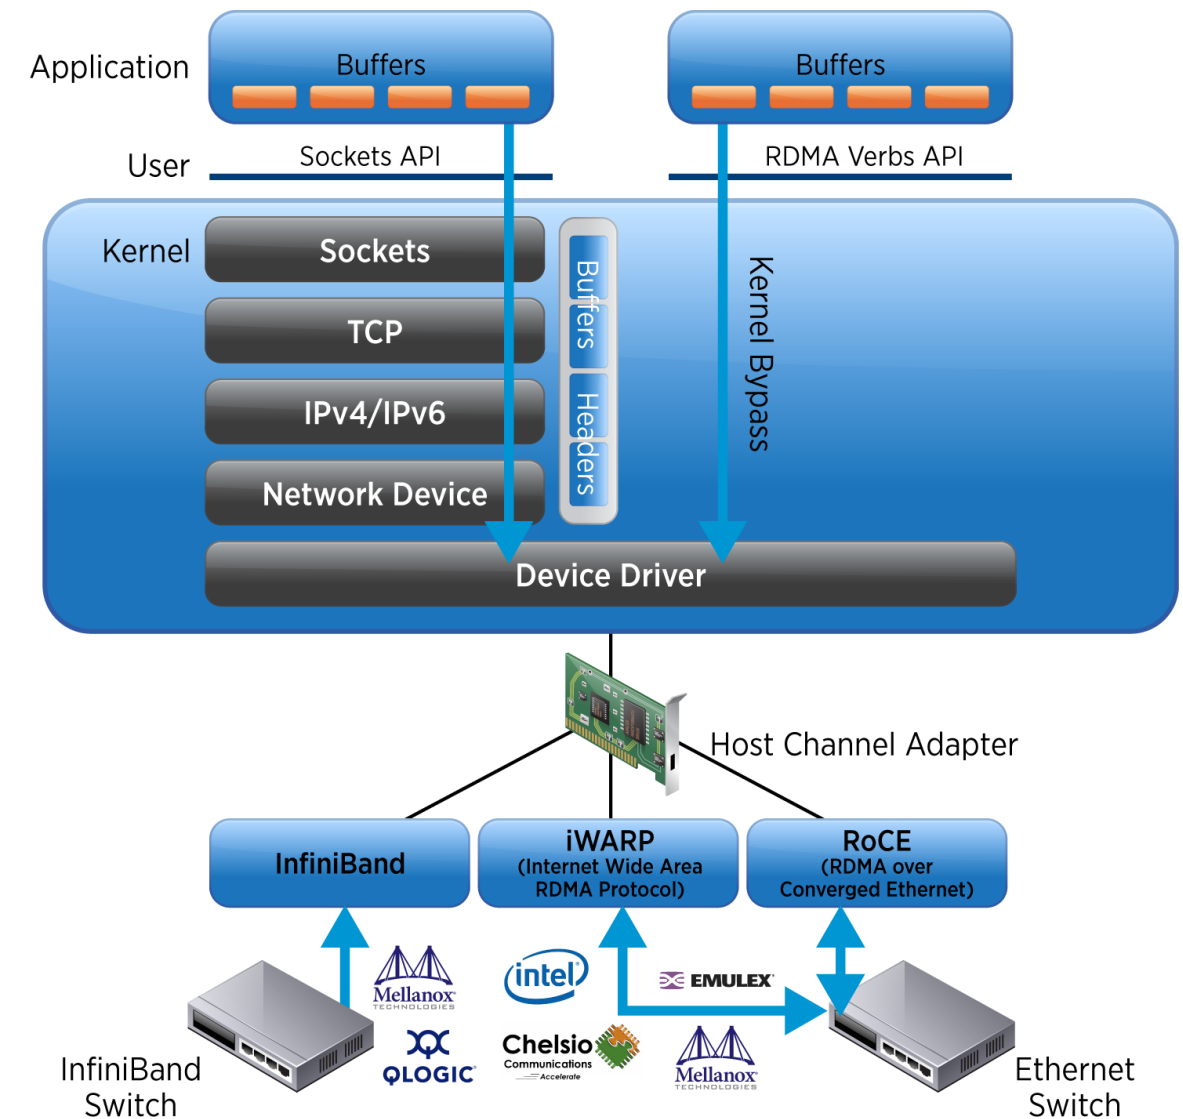 Application
Buffers
Buffers
User
Sockets API
RDMA Verbs API
Kernel
Sockets
TCP
IPv4/IPv6
Network Device
Buffers
Headers
Kernel Bypass
Device Driver
Host Channel Adapter
InfiniBand
iWARP
(Internet Wide Area
RDMA Protocol)
RoCE
(RDMA over
Converged Ethernet)
Mellanox
TECHNOLOGIES
QLOGIC
intel
Chelsio
Communications
Accelerate
EMULEX
Mellanox
TECHNOLOGIES
InfiniBand
Switch
Ethernet
Switch